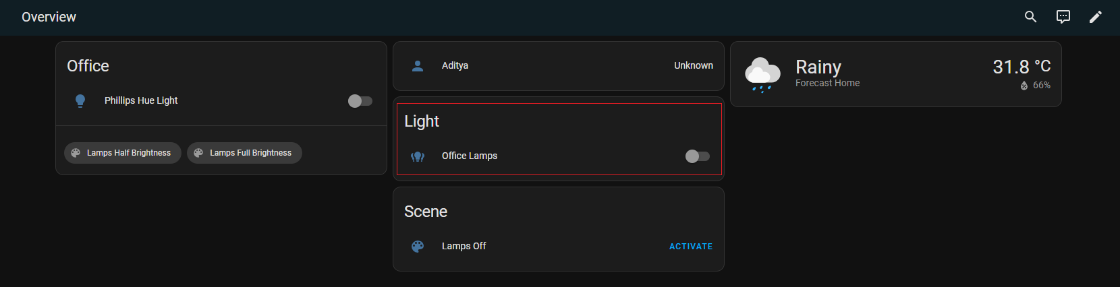 Overview
Office
Phillips Hue Light
Lamps Half Brightness
Lamps Full Brightness
Aditya
Unknown
Light
Office Lamps
Scene
Lamps Off
ACTIVATE
Rainy
31.8 °C
Forecast Home
66%